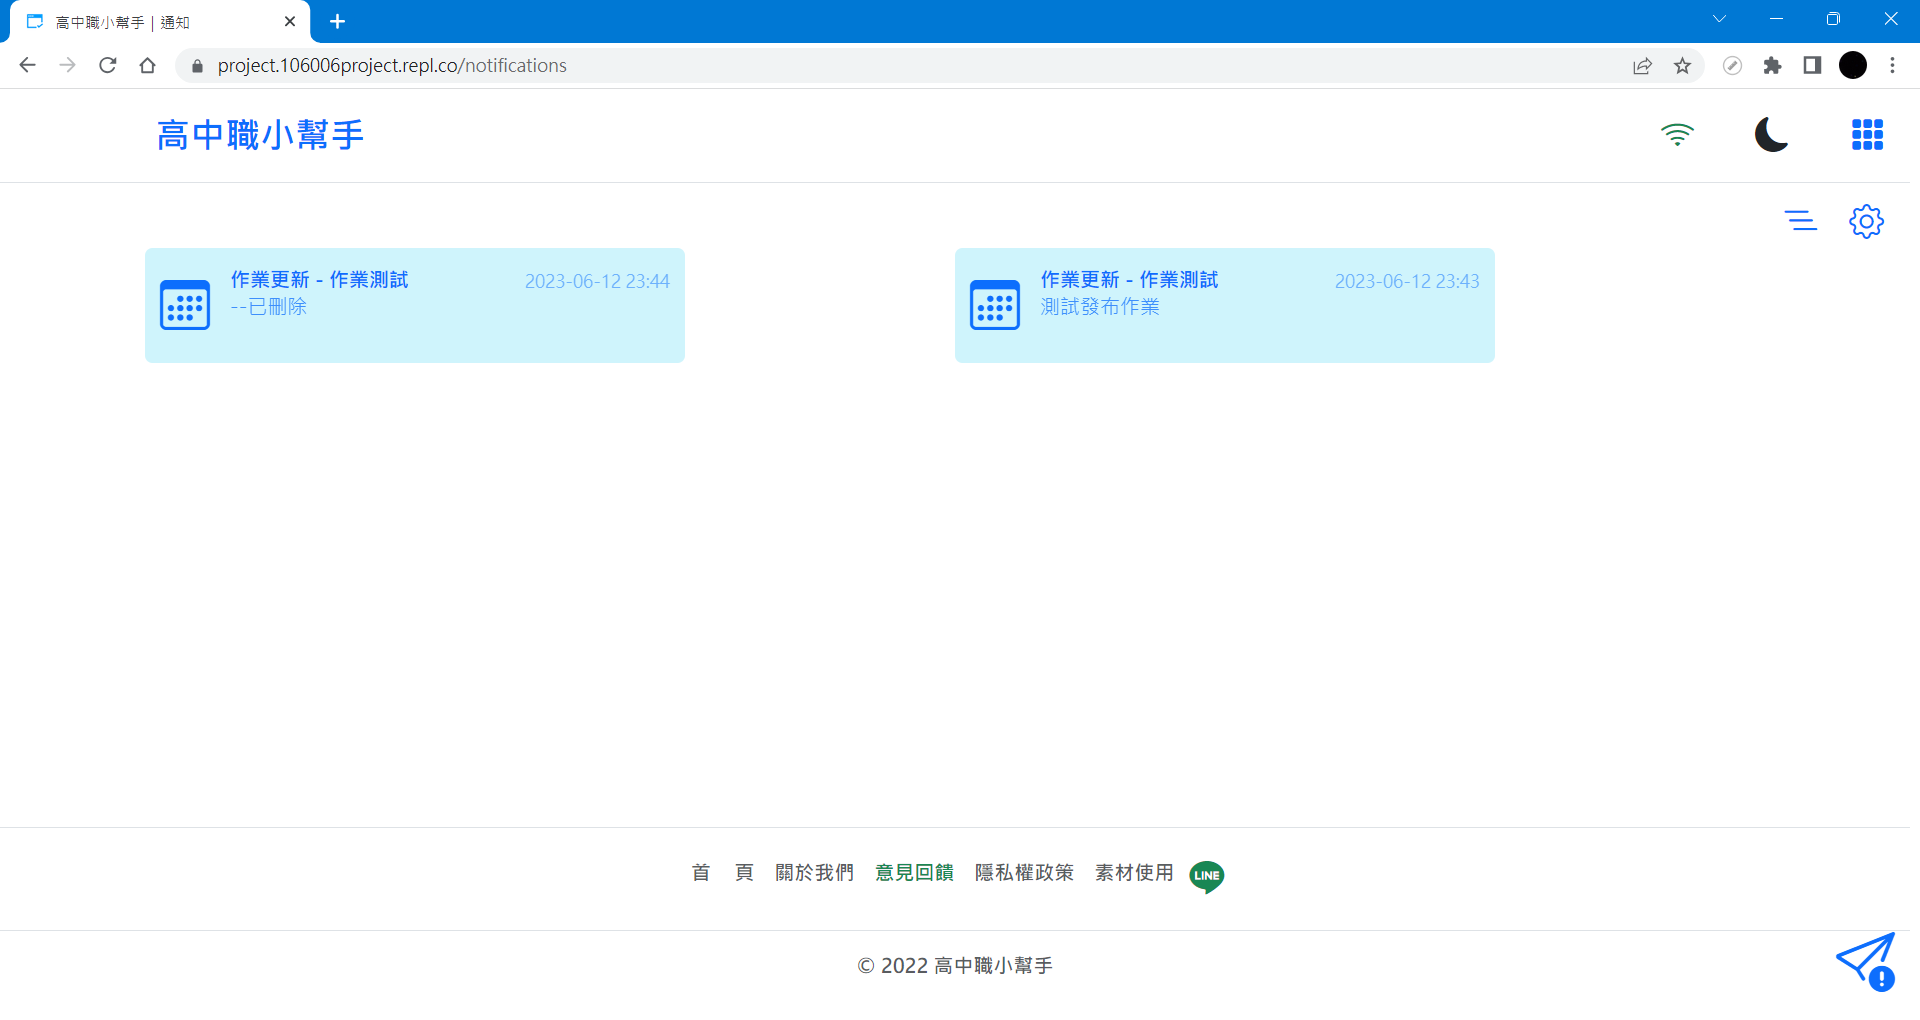 高中職小幫手 | 通知
project.106006project.repl.co/notifications
高中職小幫手
作業更新 - 作業測試 2023-06-12 23:44
--已刪除
作業更新 - 作業測試 2023-06-12 23:43
測試發布作業
首 頁 關於我們 意見回饋 隱私權政策 素材使用 LINE
© 2022 高中職小幫手